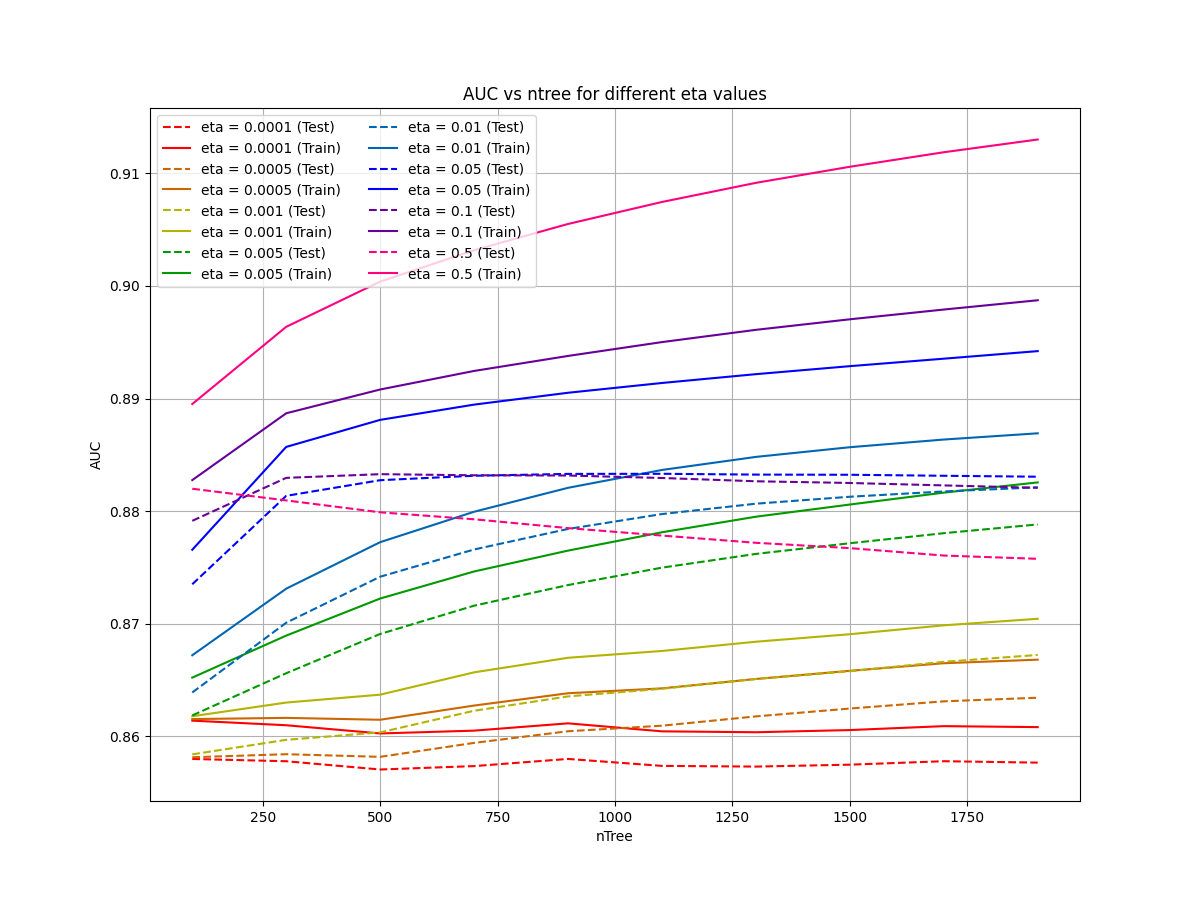 AUC vs ntree for different eta values
eta = 0.0001 (Test)
eta = 0.0001 (Train)
eta = 0.0005 (Test)
eta = 0.0005 (Train)
eta = 0.001 (Test)
eta = 0.001 (Train)
eta = 0.005 (Test)
eta = 0.005 (Train)
eta = 0.01 (Test)
eta = 0.01 (Train)
eta = 0.05 (Test)
eta = 0.05 (Train)
eta = 0.1 (Test)
eta = 0.1 (Train)
eta = 0.5 (Test)
eta = 0.5 (Train)
AUC
0.91
0.90
0.89
0.88
0.87
0.86
250 500 750 1000 1250 1500 1750
nTree